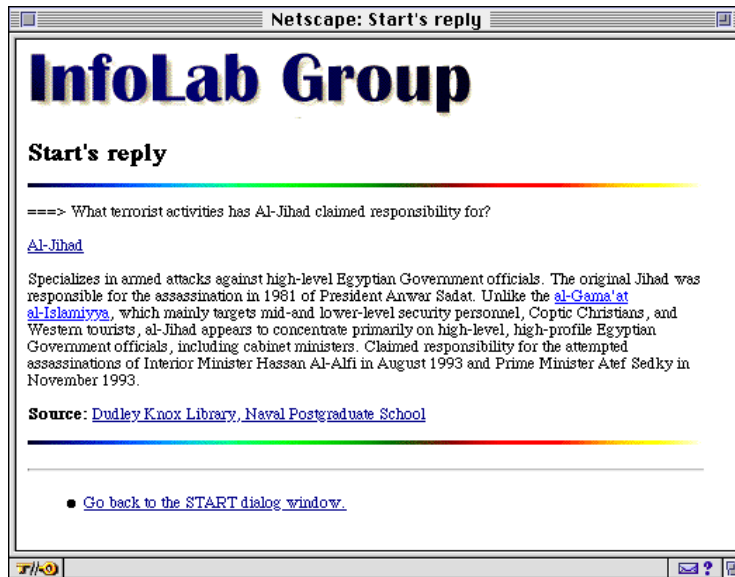 Netscape: Start's reply
InfoLab Group
Start's reply
===> What terrorist activities has Al-Jihad claimed responsibility for?
Al-Jihad
Specializes in armed attacks against high-level Egyptian Government officials. The original Jihad was
responsible for the assassination in 1981 of President Anwar Sadat. Unlike the al-Gama'at
al-Islamiyya, which mainly targets mid-and lower-level security personnel, Coptic Christians, and
Western tourists, al-Jihad appears to concentrate primarily on high-level, high-profile Egyptian
Government officials, including cabinet ministers. Claimed responsibility for the attempted
assassinations of Interior Minister Hassan Al-Alfi in August 1993 and Prime Minister Atef Sedky in
November 1993.
Source: Dudley Knox Library, Naval Postgraduate School
Go back to the START dialog window.
?